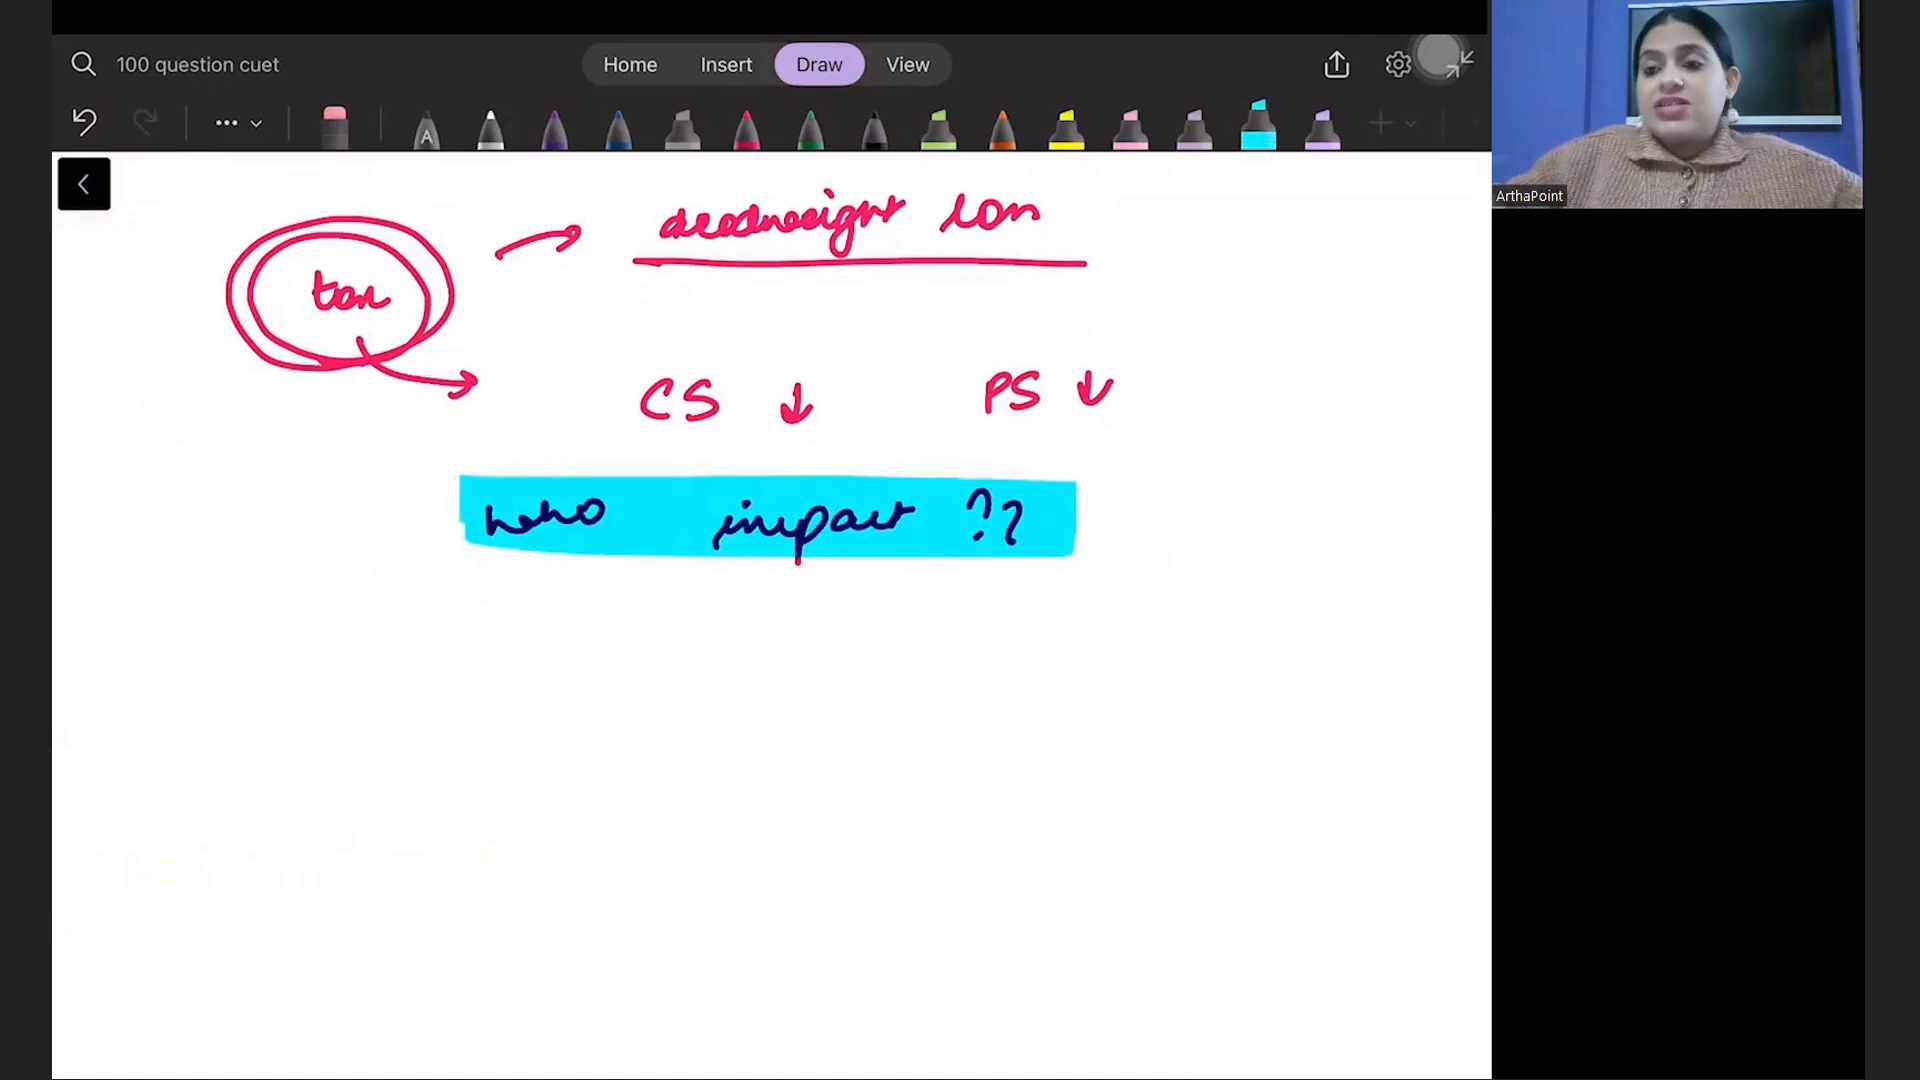 100 question cuet
Home Insert Draw View
A
ArthaPoint
deadweight loss
tax
CS ↓ PS ↓
who impact ??